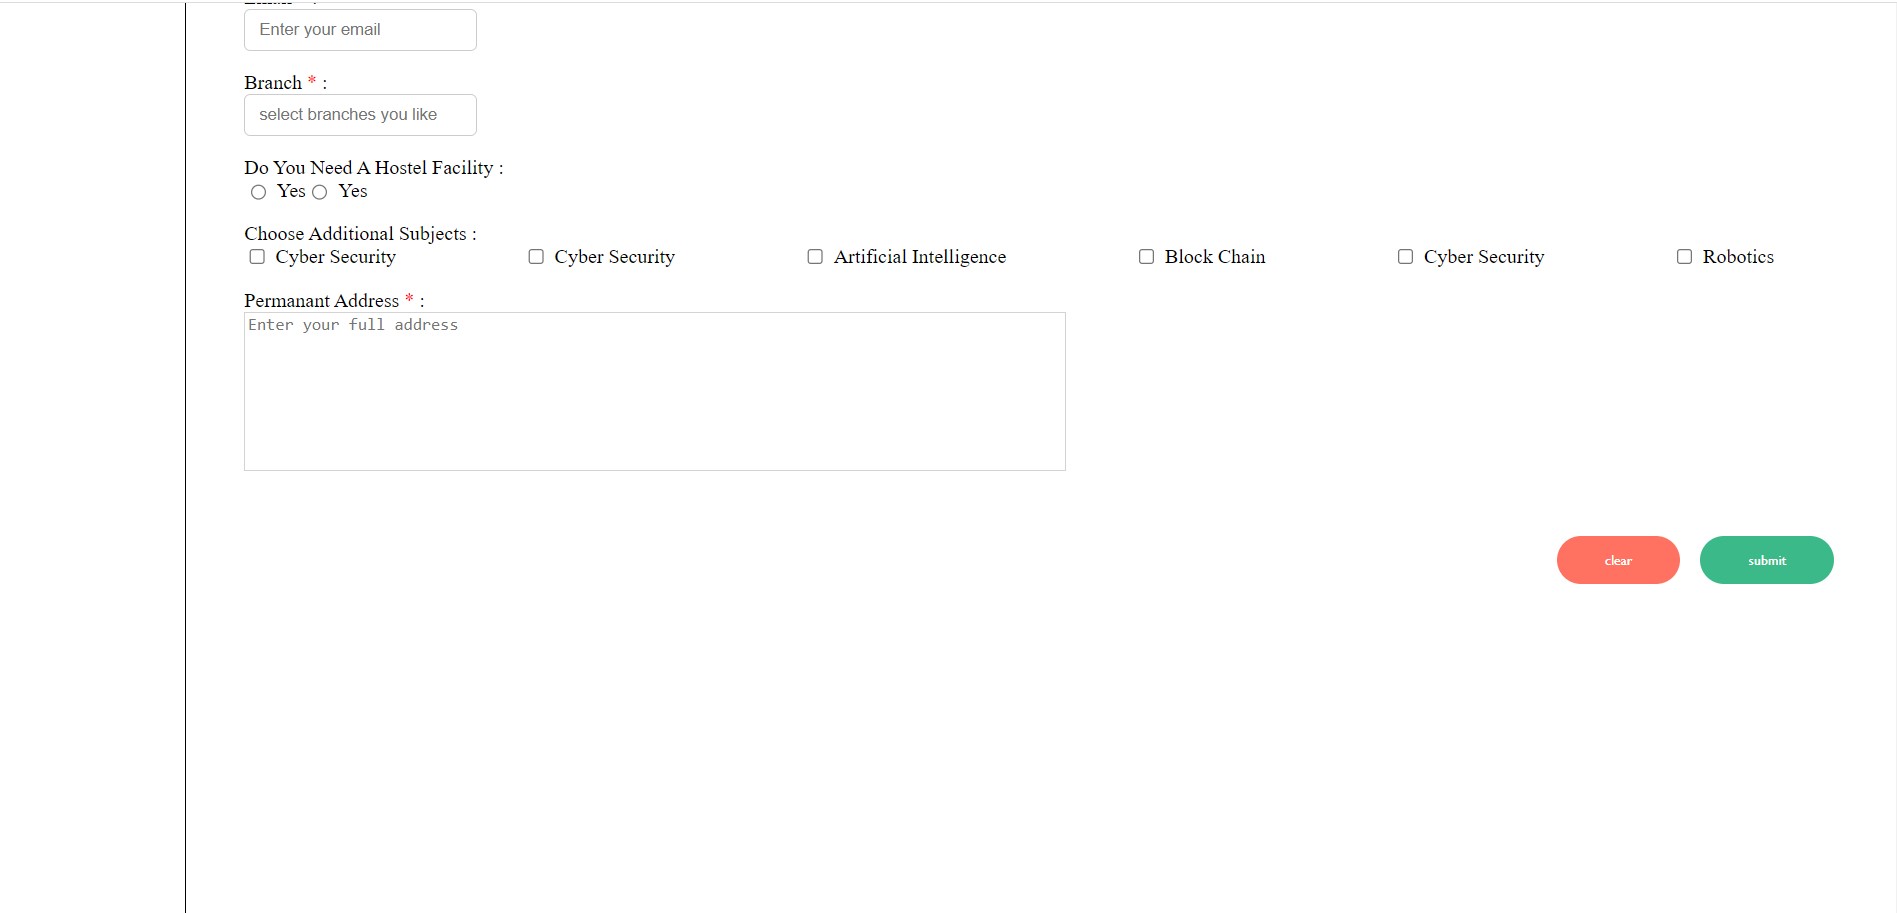 Enter your email
Branch * :
select branches you like
Do You Need A Hostel Facility :
Yes Yes
Choose Additional Subjects :
Cyber Security Cyber Security Artificial Intelligence Block Chain Cyber Security Robotics
Permanant Address * :
Enter your full address
clear submit